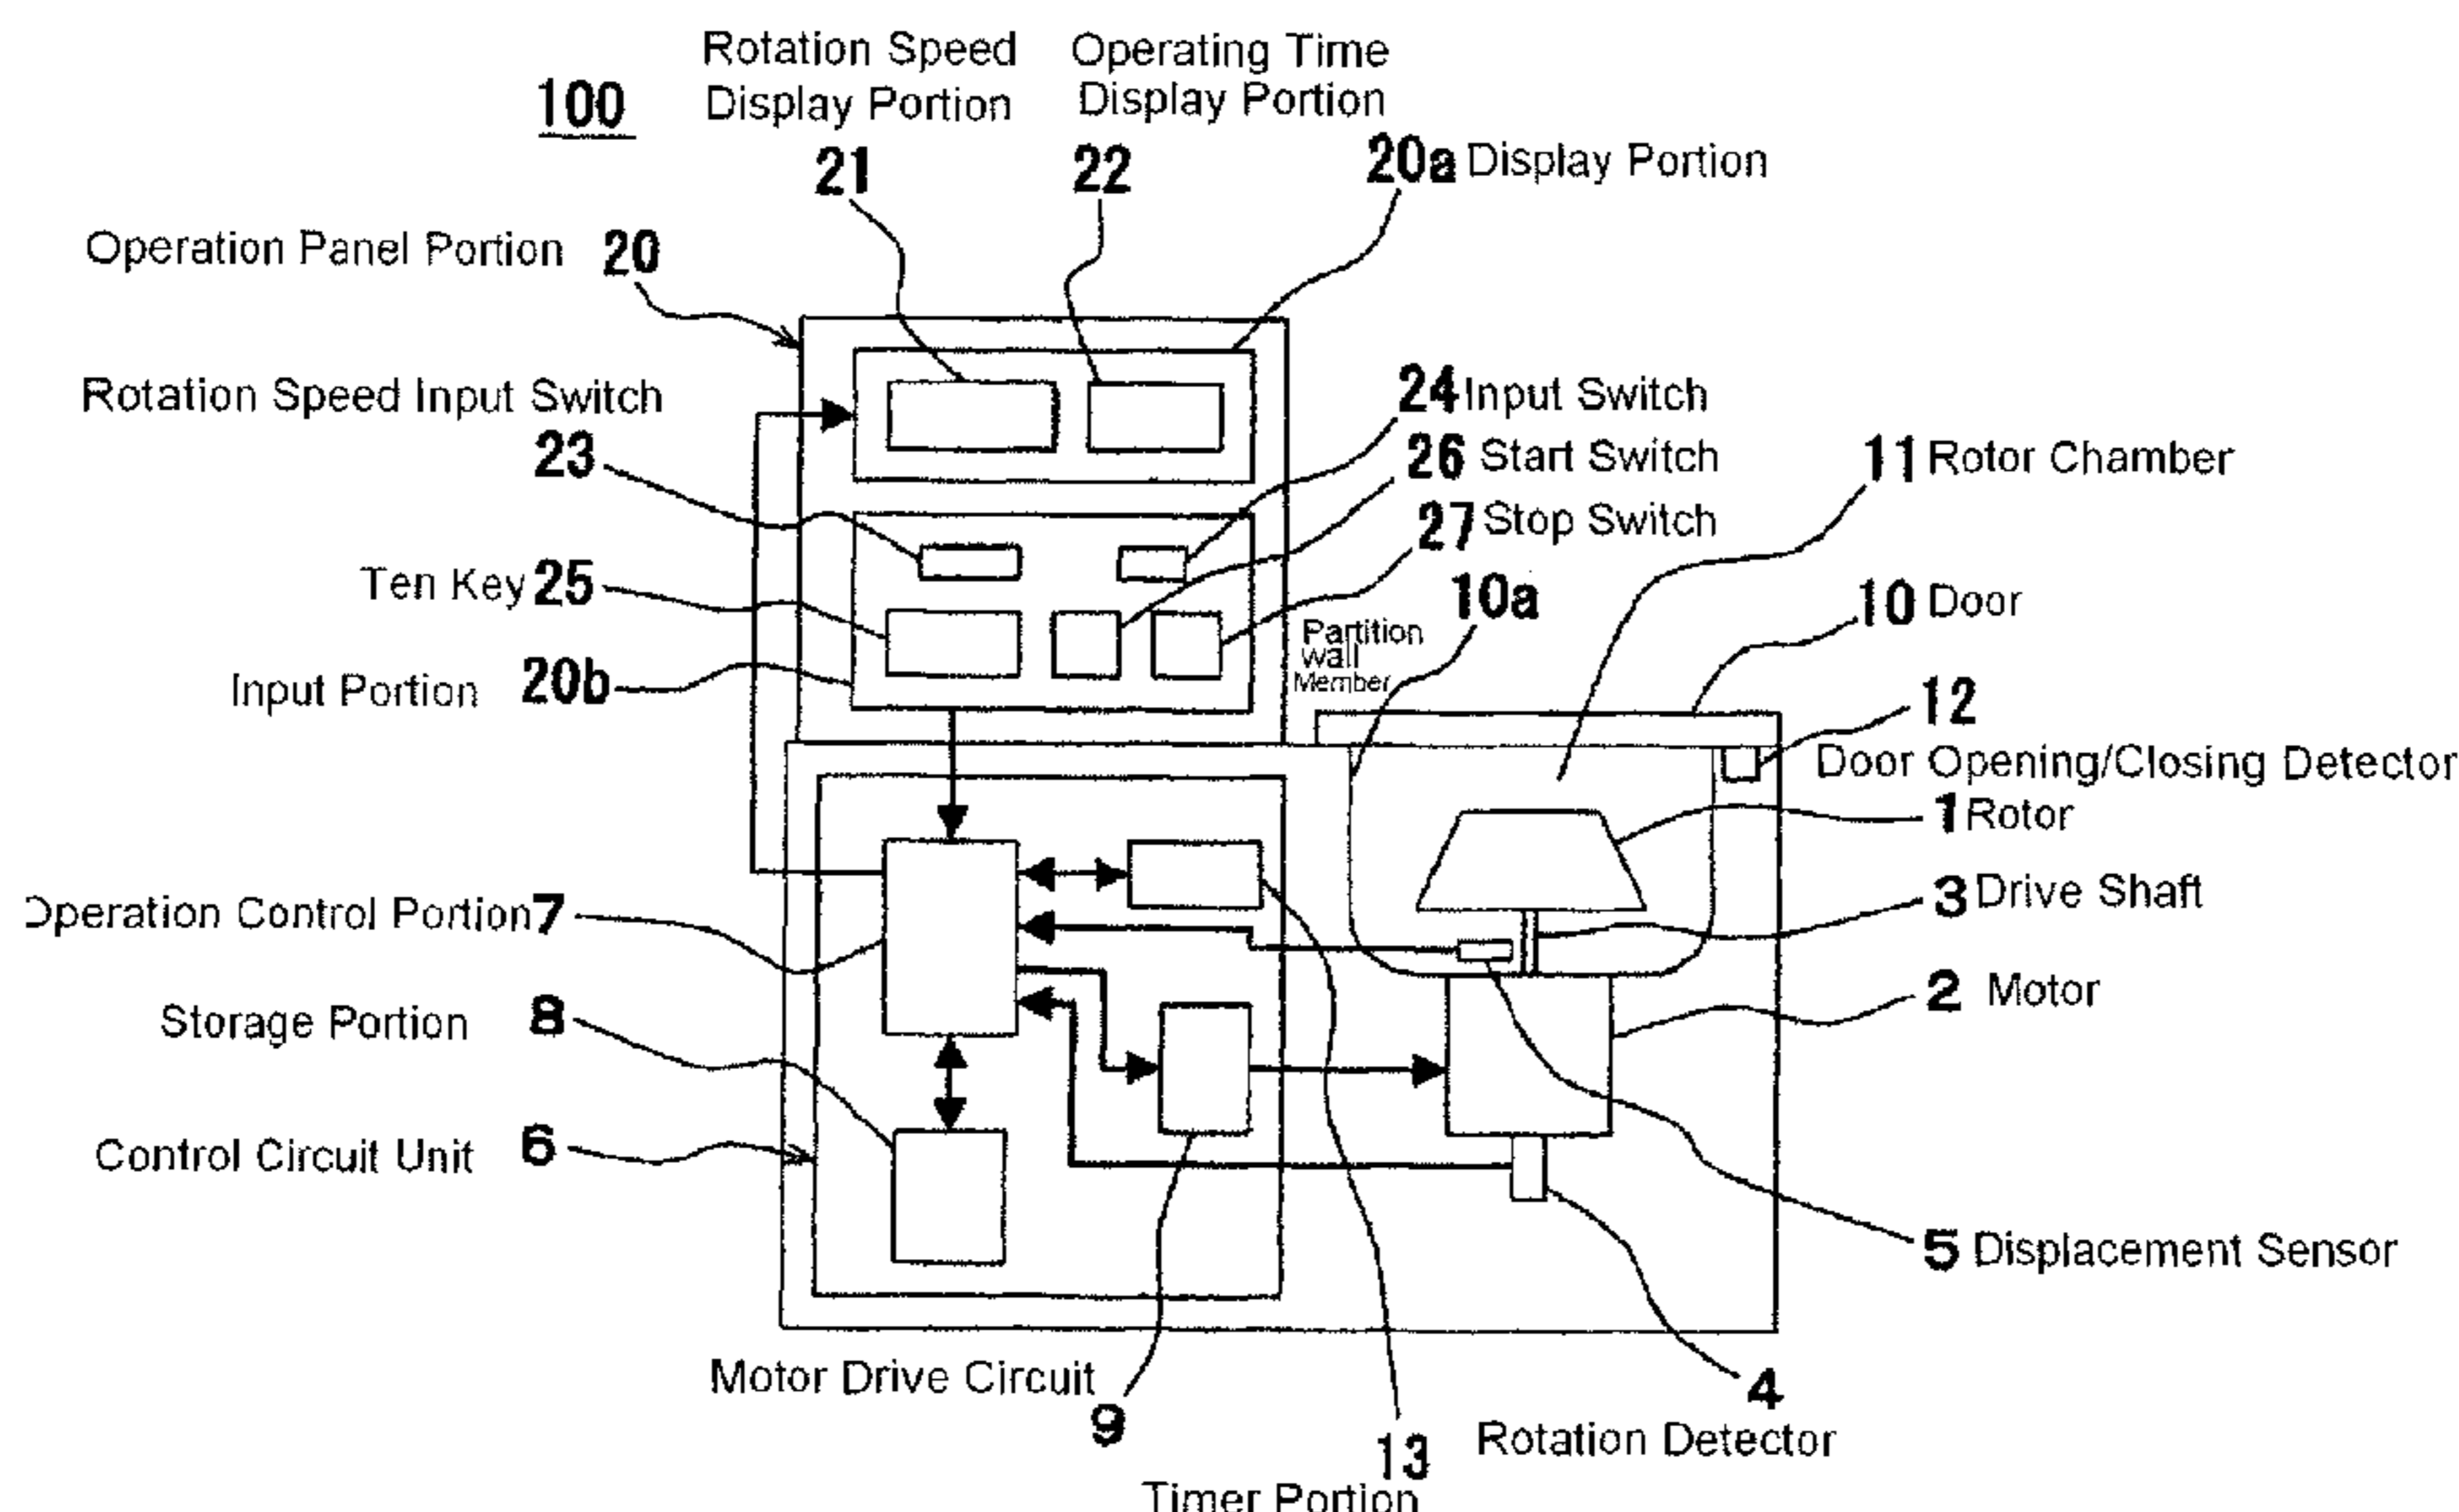 100
Rotation Speed
Display Portion
21
Operating Time
Display Portion
22
20a Display Portion
Operation Panel Portion 20
Rotation Speed Input Switch
23
24 Input Switch
26 Start Switch
27 Stop Switch
11 Rotor Chamber
Ten Key 25
10a
Partition
wall
Member
10 Door
Input Portion 20b
12
Door Opening/Closing Detector
1 Rotor
Operation Control Portion 7
3 Drive Shaft
2 Motor
Storage Portion 8
Control Circuit Unit 6
5 Displacement Sensor
Motor Drive Circuit
9
4
Rotation Detector
13
Timer Portion